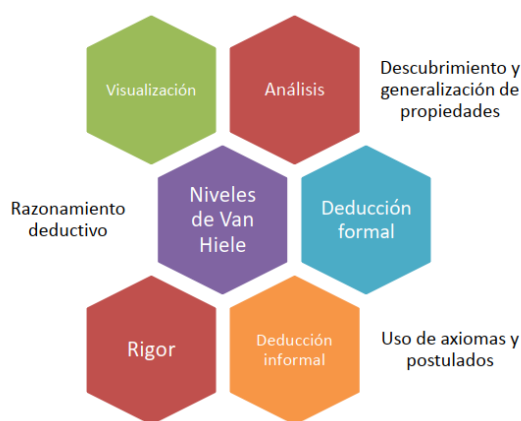 Visualización
Análisis
Descubrimiento y
generalización de
propiedades
Razonamiento
deductivo
Niveles
de Van
Hiele
Deducción
formal
Rigor
Deducción
informal
Uso de axiomas y
postulados